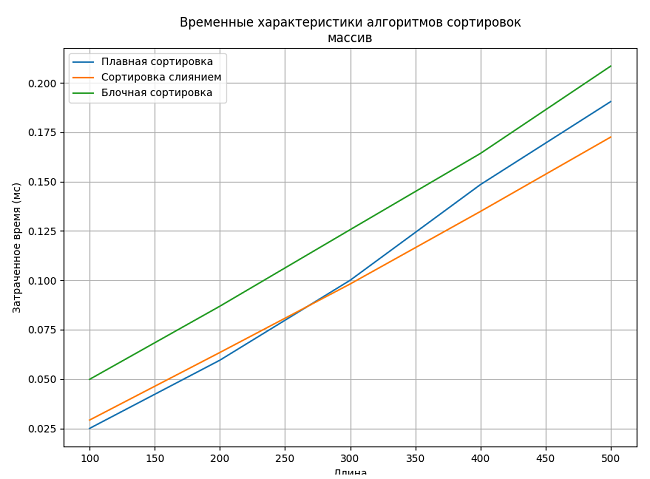 Временные характеристики алгоритмов сортировок
массив
Плавная сортировка
Сортировка слиянием
Блочная сортировка
Затраченное время (мс)
0.200
0.175
0.150
0.125
0.100
0.075
0.050
0.025
100 150 200 250 300 350 400 450 500
Длина